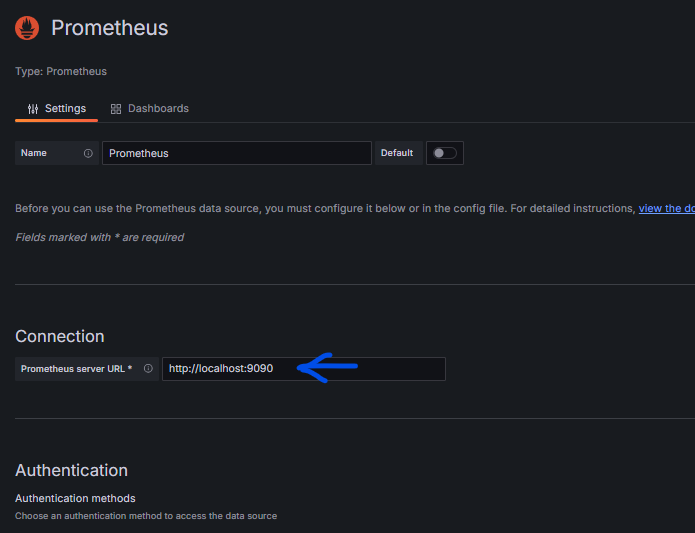 Prometheus
Type: Prometheus
Settings Dashboards
Name Prometheus Default
Before you can use the Prometheus data source, you must configure it below or in the config file. For detailed instructions, view the do
Fields marked with * are required
Connection
Prometheus server URL * http://localhost:9090
Authentication
Authentication methods
Choose an authentication method to access the data source